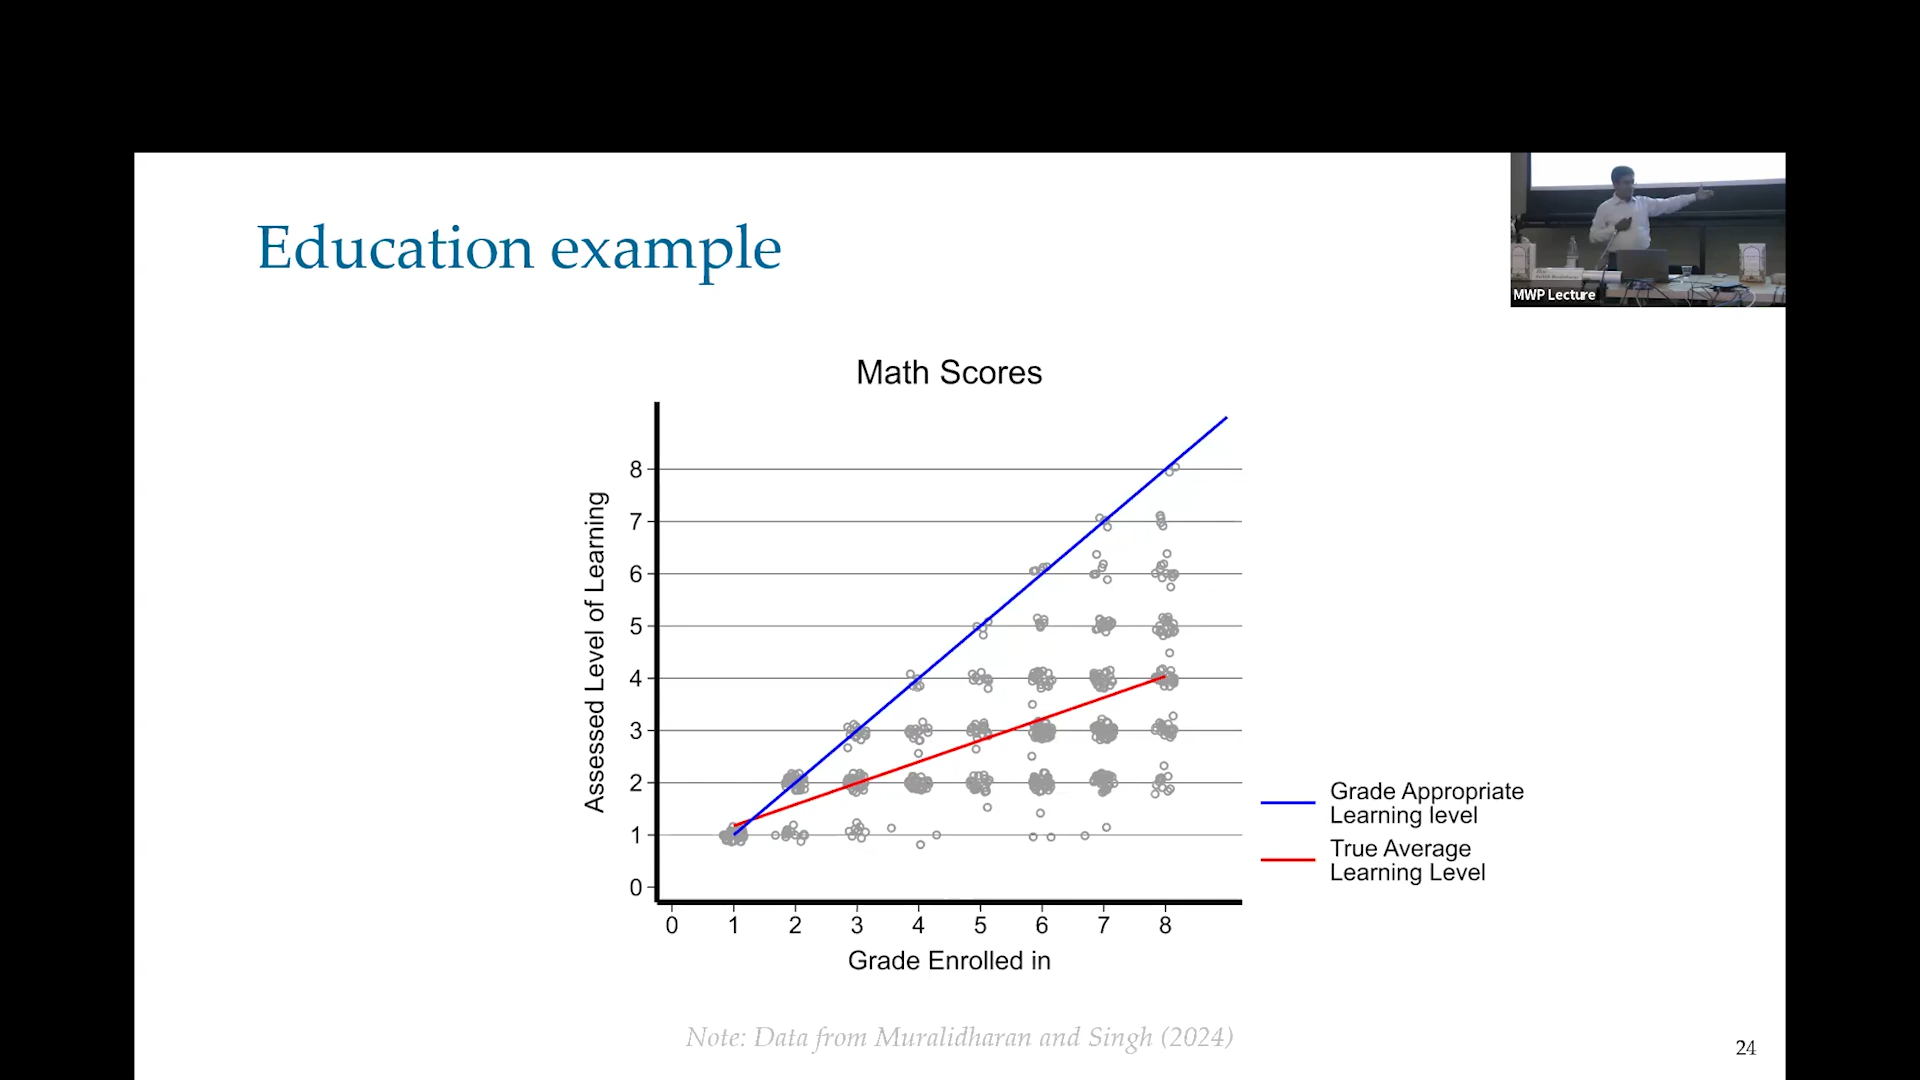 Education example
MWP Lecture
Math Scores
Assessed Level of Learning
8
7
6
5
4
3
2
1
0
0 1 2 3 4 5 6 7 8
Grade Enrolled in
Grade Appropriate
Learning level
True Average
Learning Level
Note: Data from Muralidharan and Singh (2024)
24